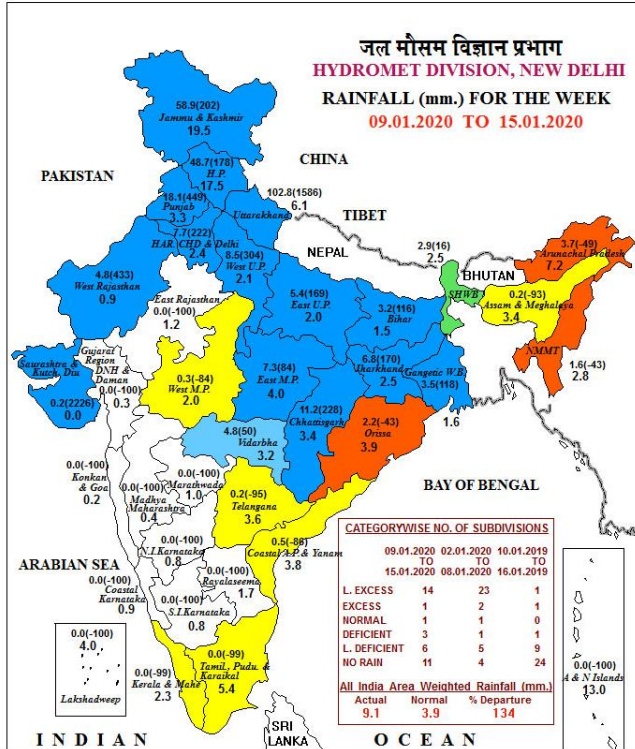 जल मौसम विज्ञान प्रभाग
HYDROMET DIVISION, NEW DELHI
RAINFALL (mm.) FOR THE WEEK
09.01.2020 TO 15.01.2020
58.9(202)
Jammu & Kashmir
19.5
CHINA
48.7(178)
H.P.
17.5
PAKISTAN
18.1(449)
Punjab
3.3
102.8(1586)
6.1
Uttarakhand
TIBET
7.7(222)
HAR. CHD & Delhi
2.4
8.5(304)
West U.P.
2.1
NEPAL
2.9(16)
2.5
BHUTAN
SHWB
3.7(-49)
Arunachal Pradesh
7.2
4.8(433)
West Rajasthan
0.9
East Rajasthan
0.0(-100)
1.2
5.4(169)
East U.P.
2.0
3.2(116)
Bihar
1.5
0.2(-93)
Assam & Meghalaya
3.4
NMMT
1.6(-43)
2.8
Gujarat
Region
DNH &
Daman
0.0(-100)
0.3
Saurashtra &
Kutch, Diu
0.2(2226)
0.0
0.3(-84)
West M.P.
2.0
7.3(84)
East M.P.
4.0
6.8(170)
Jharkhand
2.5
Gangetic W.B.
3.5(118)
1.6
11.2(228)
Chhattisgarh
3.4
2.2(-43)
Orissa
3.9
4.8(50)
Vidarbha
3.2
0.0(-100)
Konkan
& Goa
0.2
0.0(-100)
Madhya
Maharashtra
0.4
0.0(-100)
Marathwada
1.0
0.2(-95)
Telangana
3.6
BAY OF BENGAL
0.5(-86)
Coastal A.P. & Yanam
3.8
0.0(-100)
N.I.Karnataka
0.8
0.0(-100)
Rayalaseema
1.7
ARABIAN SEA
0.0(-100)
Coastal
Karnataka
0.9
0.0(-100)
S.I.Karnataka
0.8
0.0(-100)
4.0
Lakshadweep
0.0(-99)
Kerala & Mahe
2.3
0.0(-99)
Tamil, Pudu. &
Karaikal
5.4
0.0(-100)
A & N Islands
13.0
CATEGORYWISE NO. OF SUBDIVISIONS
09.01.2020 02.01.2020 10.01.2019
TO TO TO
15.01.2020 08.01.2020 16.01.2019
L. EXCESS 14 23 1
EXCESS 1 2 1
NORMAL 1 1 0
DEFICIENT 3 1 1
L. DEFICIENT 6 5 9
NO RAIN 11 4 24
All India Area Weighted Rainfall (mm.)
Actual Normal % Departure
9.1 3.9 134
SRI
LANKA
INDIAN OCEAN